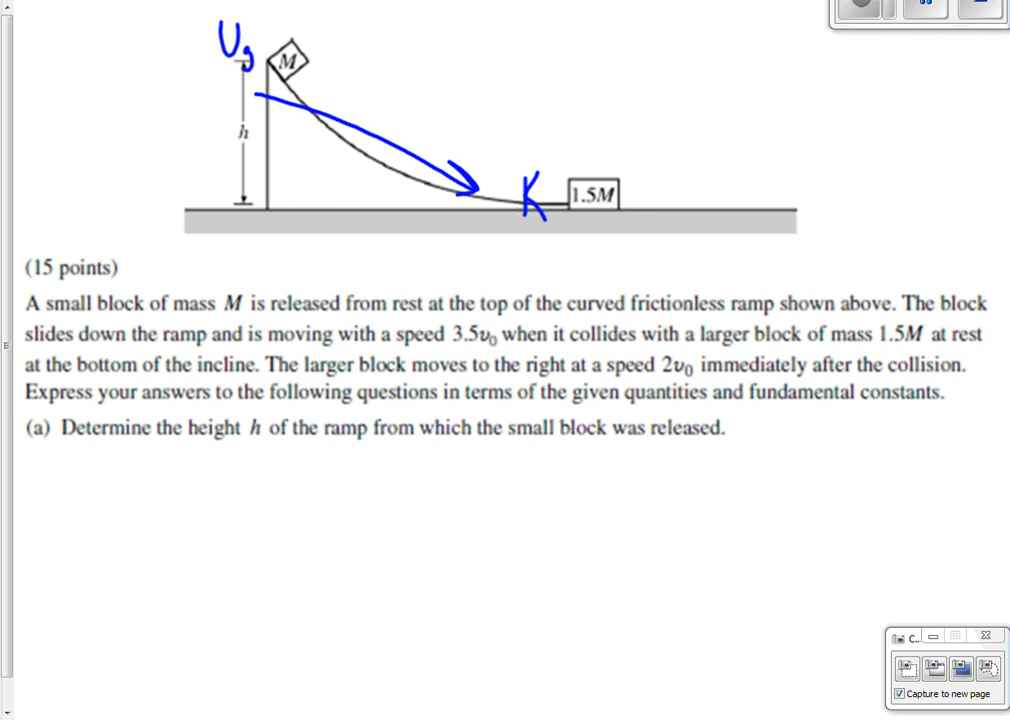 Ug
M
h
K
1.5M
(15 points)
A small block of mass M is released from rest at the top of the curved frictionless ramp shown above. The block
slides down the ramp and is moving with a speed 3.5v₀ when it collides with a larger block of mass 1.5M at rest
at the bottom of the incline. The larger block moves to the right at a speed 2v₀ immediately after the collision.
Express your answers to the following questions in terms of the given quantities and fundamental constants.
(a) Determine the height h of the ramp from which the small block was released.
C...
Capture to new page